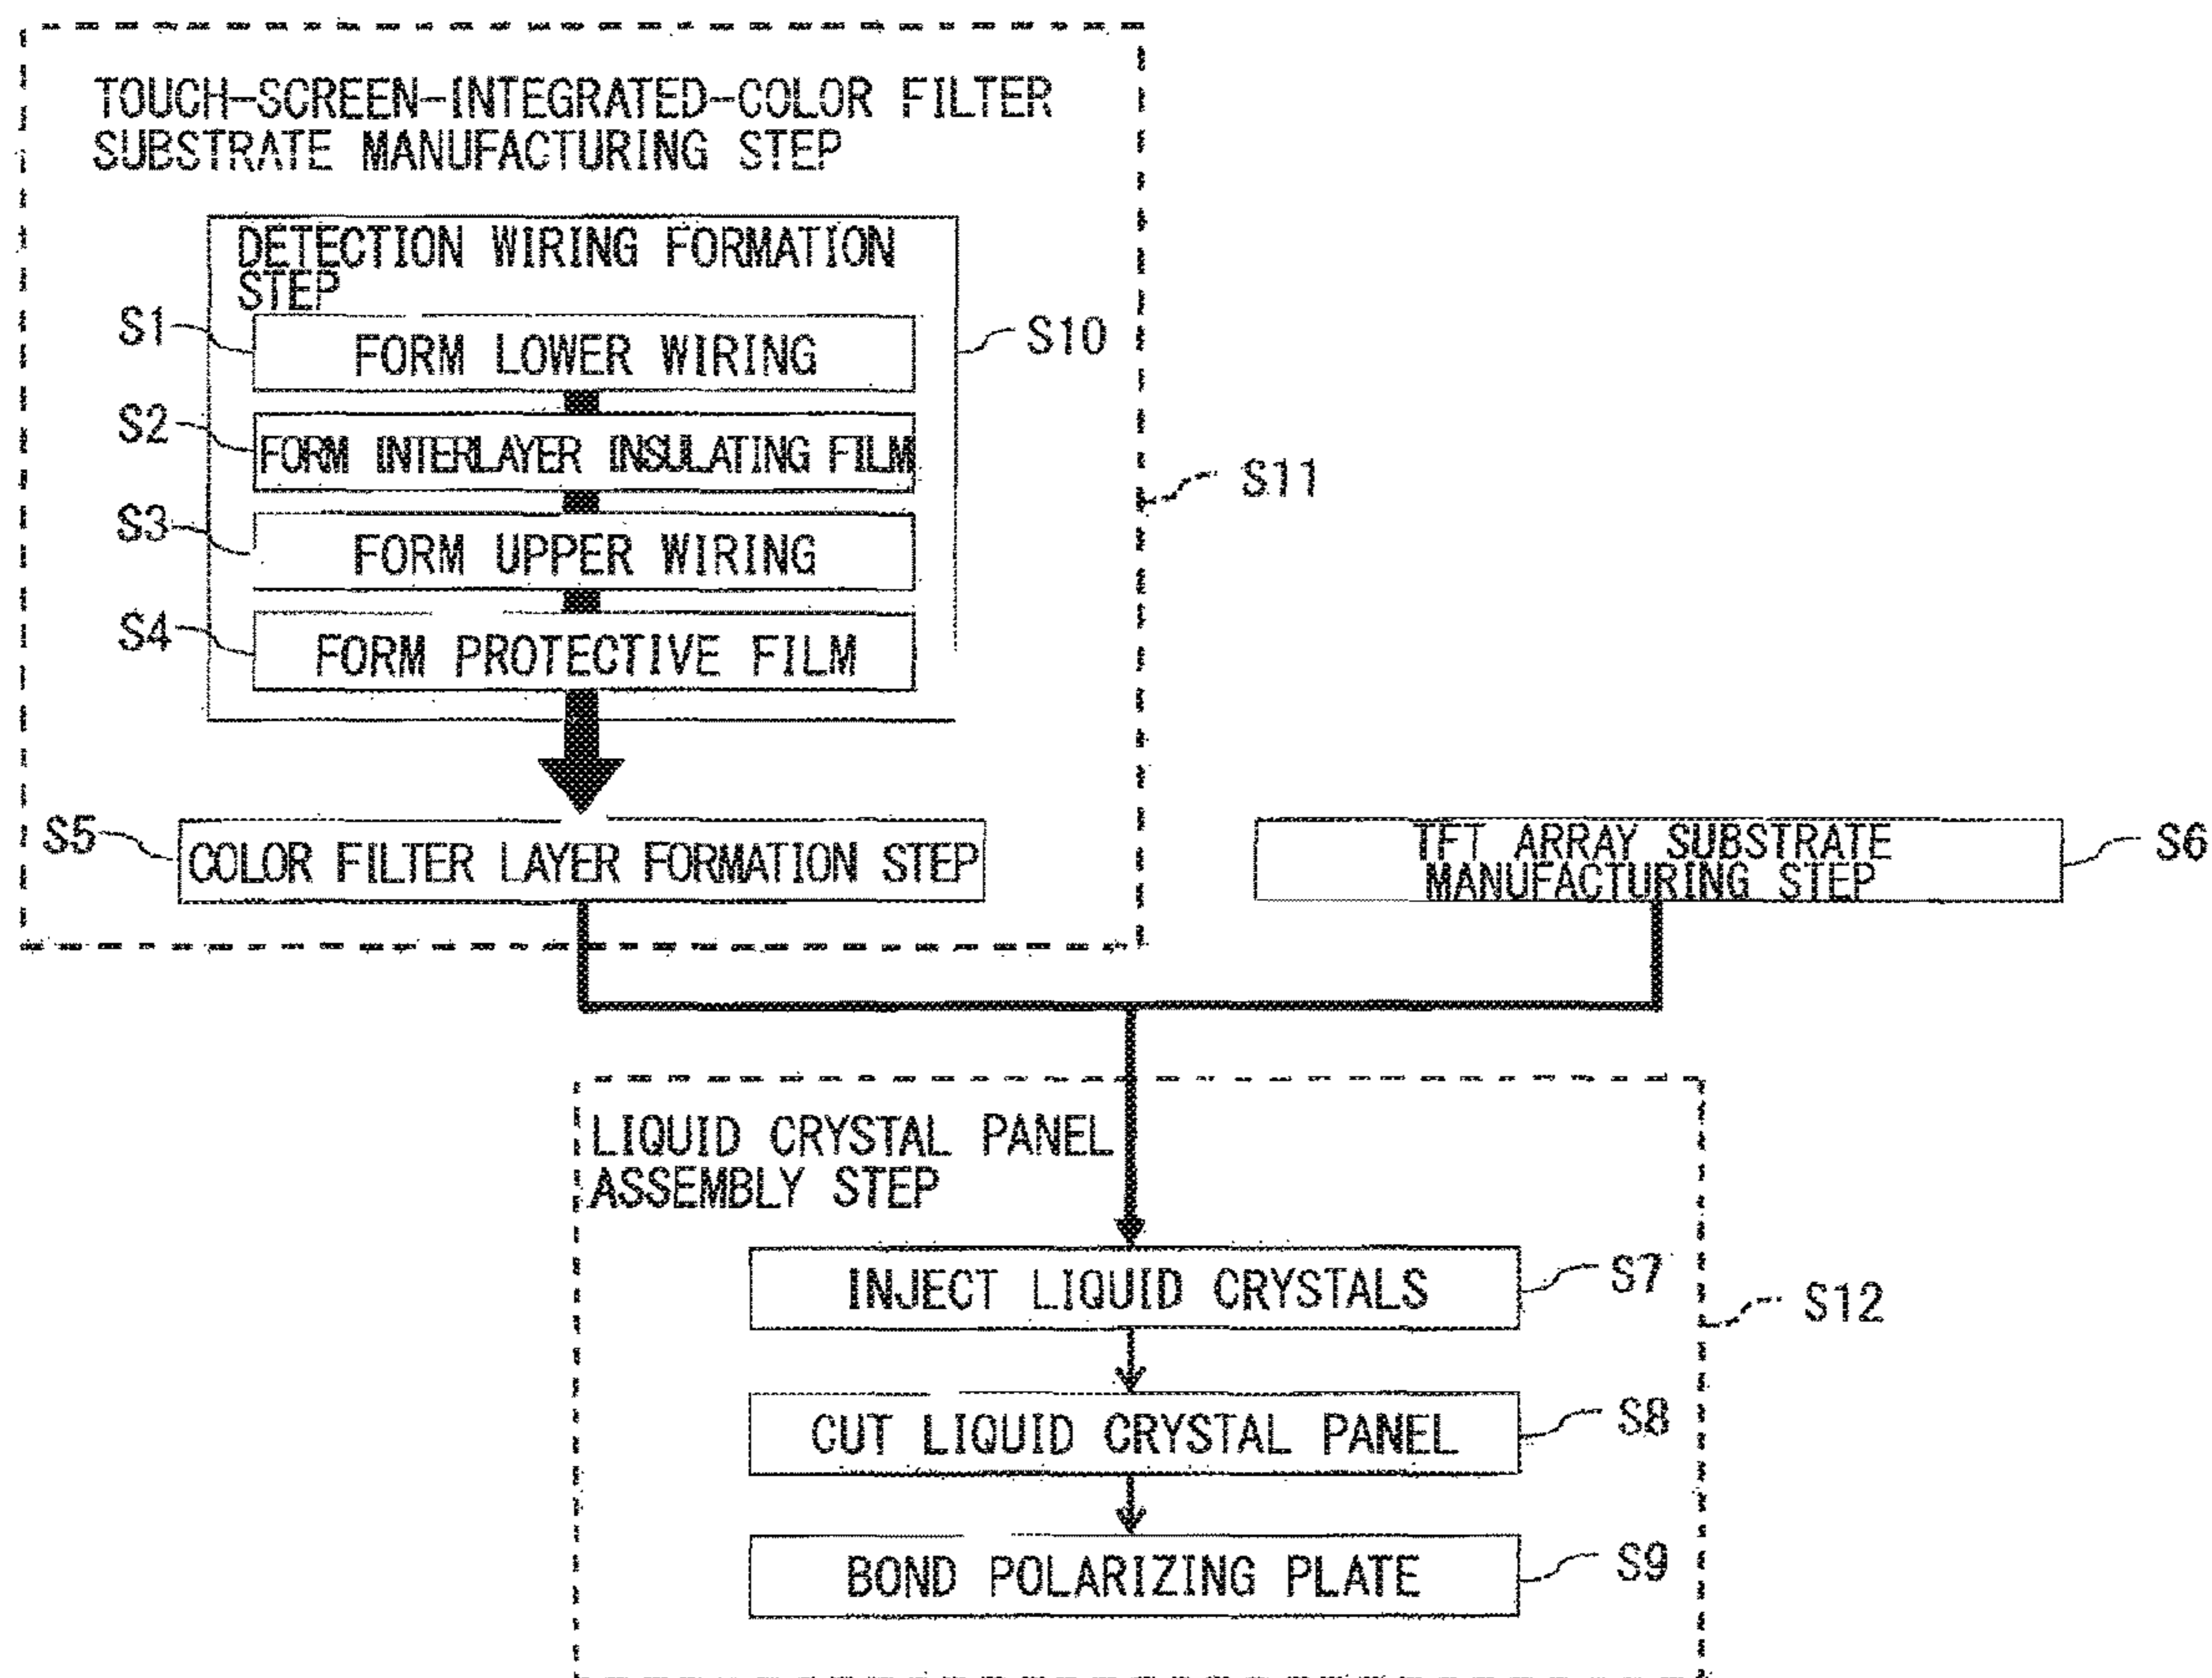 TOUCH-SCREEN-INTEGRATED-COLOR FILTER
SUBSTRATE MANUFACTURING STEP
DETECTION WIRING FORMATION
STEP
S1
FORM LOWER WIRING
S10
S2
FORM INTERLAYER INSULATING FILM
S11
S3
FORM UPPER WIRING
S4
FORM PROTECTIVE FILM
S5
COLOR FILTER LAYER FORMATION STEP
TFT ARRAY SUBSTRATE
MANUFACTURING STEP
S6
LIQUID CRYSTAL PANEL
ASSEMBLY STEP
INJECT LIQUID CRYSTALS
S7
S12
CUT LIQUID CRYSTAL PANEL
S8
BOND POLARIZING PLATE
S9